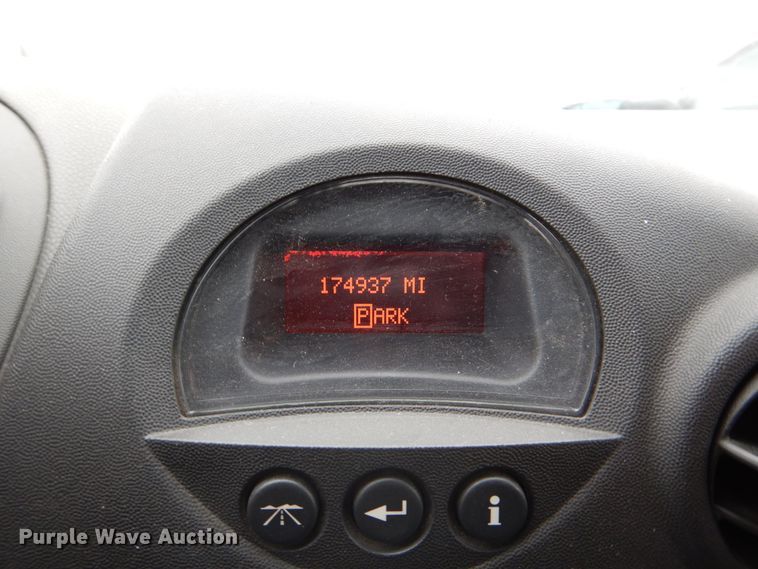 174937 MI
PARK
i
Purple Wave Auction